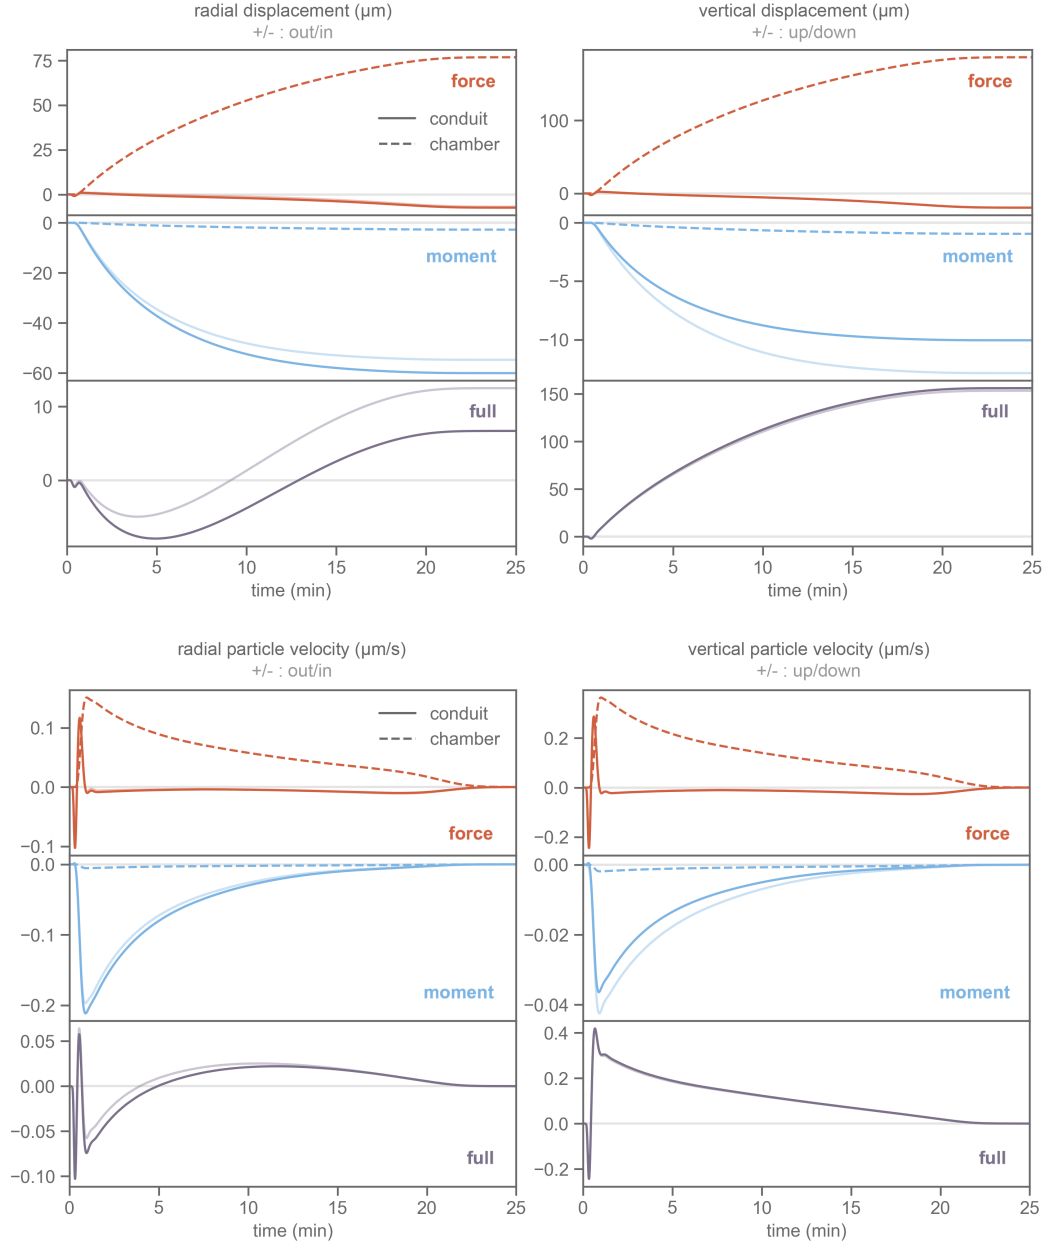 radial displacement (μm)
+/- : out/in
75
50
25
0
force
conduit
chamber
0
−20
−40
−60
moment
10
0
full
0 5 10 15 20 25
time (min)
vertical displacement (μm)
+/- : up/down
100
0
force
0
−5
−10
moment
150
100
50
0
full
0 5 10 15 20 25
time (min)
radial particle velocity (μm/s)
+/- : out/in
0.1
0.0
−0.1
conduit
chamber
force
0.0
−0.1
−0.2
moment
0.05
0.00
−0.05
−0.10
full
0 5 10 15 20 25
time (min)
vertical particle velocity (μm/s)
+/- : up/down
0.2
0.0
−0.2
force
0.00
−0.02
−0.04
moment
0.4
0.2
0.0
−0.2
full
0 5 10 15 20 25
time (min)